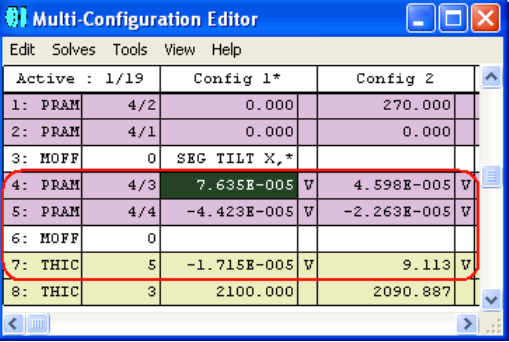 Multi-Configuration Editor
Edit Solves Tools View Help
Active : 1/19 Config 1* Config 2
1: PRAM 4/2 0.000 270.000
2: PRAM 4/1 0.000 0.000
3: MOFF 0 SEG TILT X,*
4: PRAM 4/3 7.635E-005 V 4.598E-005 V
5: PRAM 4/4 -4.423E-005 V -2.263E-005 V
6: MOFF 0
7: THIC 5 -1.715E-005 V 9.113 V
8: THIC 3 2100.000 2090.887